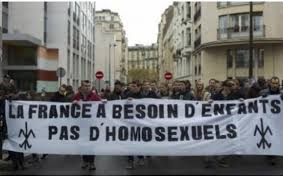 LA FRANCE A BESOIN D'ENFANTS
PAS D'HOMOSEXUELS